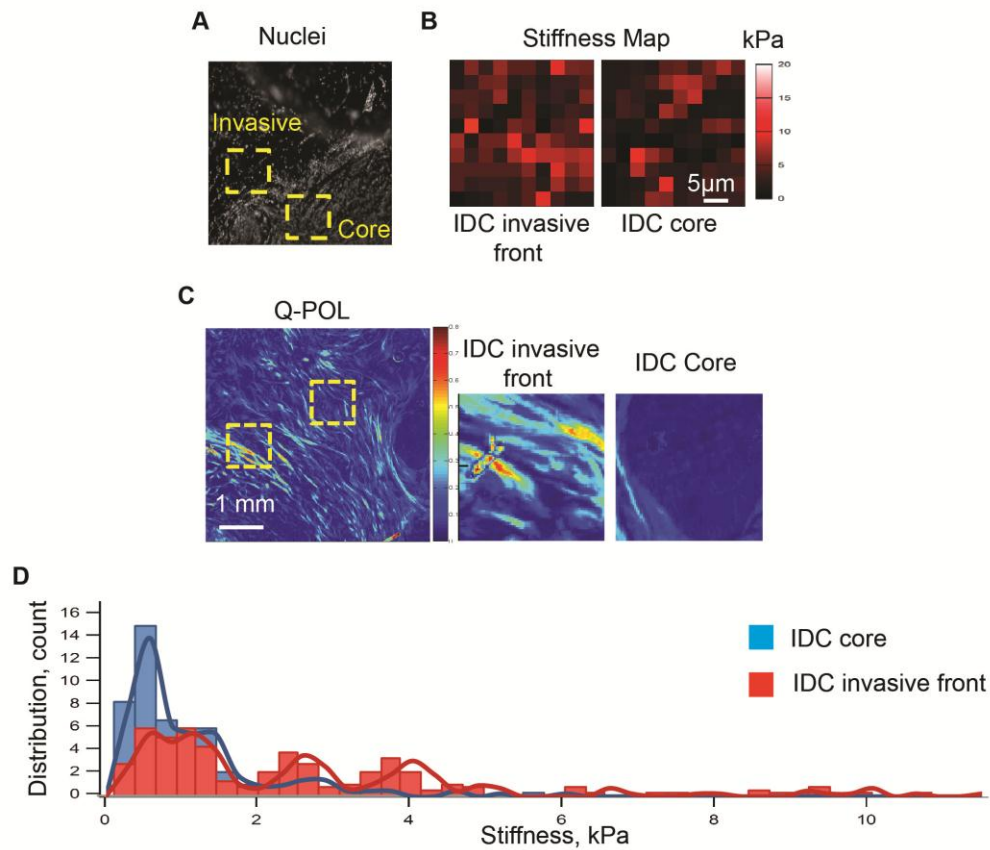 A
Nuclei
Invasive
Core
B
Stiffness Map
kPa
20
15
10
5
0
5µm
IDC invasive
front
IDC core
C
Q-POL
1 mm
IDC invasive
front
IDC Core
D
Distribution, count
16
14
12
10
8
6
4
2
0
0
2
4
6
8
10
Stiffness, kPa
IDC core
IDC invasive front